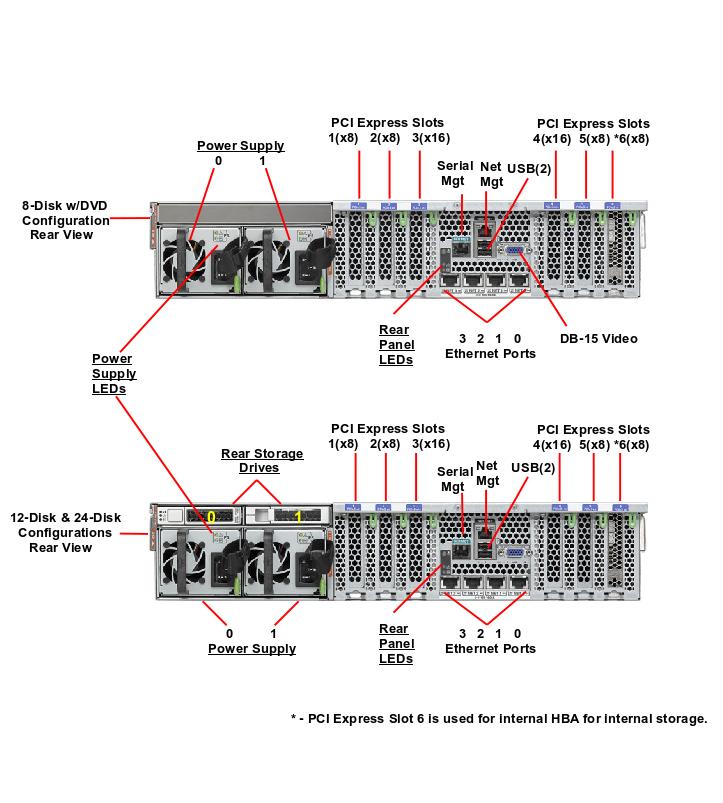 PCI Express Slots
1(x8) 2(x8) 3(x16)
PCI Express Slots
4(x16) 5(x8) *6(x8)
Power Supply
0 1
Serial
Mgt
Net
Mgt
USB(2)
8-Disk w/DVD
Configuration
Rear View
Rear
Panel
LEDs
3 2 1 0
Ethernet Ports
DB-15 Video
Power
Supply
LEDs
PCI Express Slots
1(x8) 2(x8) 3(x16)
PCI Express Slots
4(x16) 5(x8) *6(x8)
Rear Storage
Drives
Serial
Mgt
Net
Mgt
USB(2)
0 1
12-Disk & 24-Disk
Configurations
Rear View
0 1
Power Supply
Rear
Panel
LEDs
3 2 1 0
Ethernet Ports
* - PCI Express Slot 6 is used for internal HBA for internal storage.